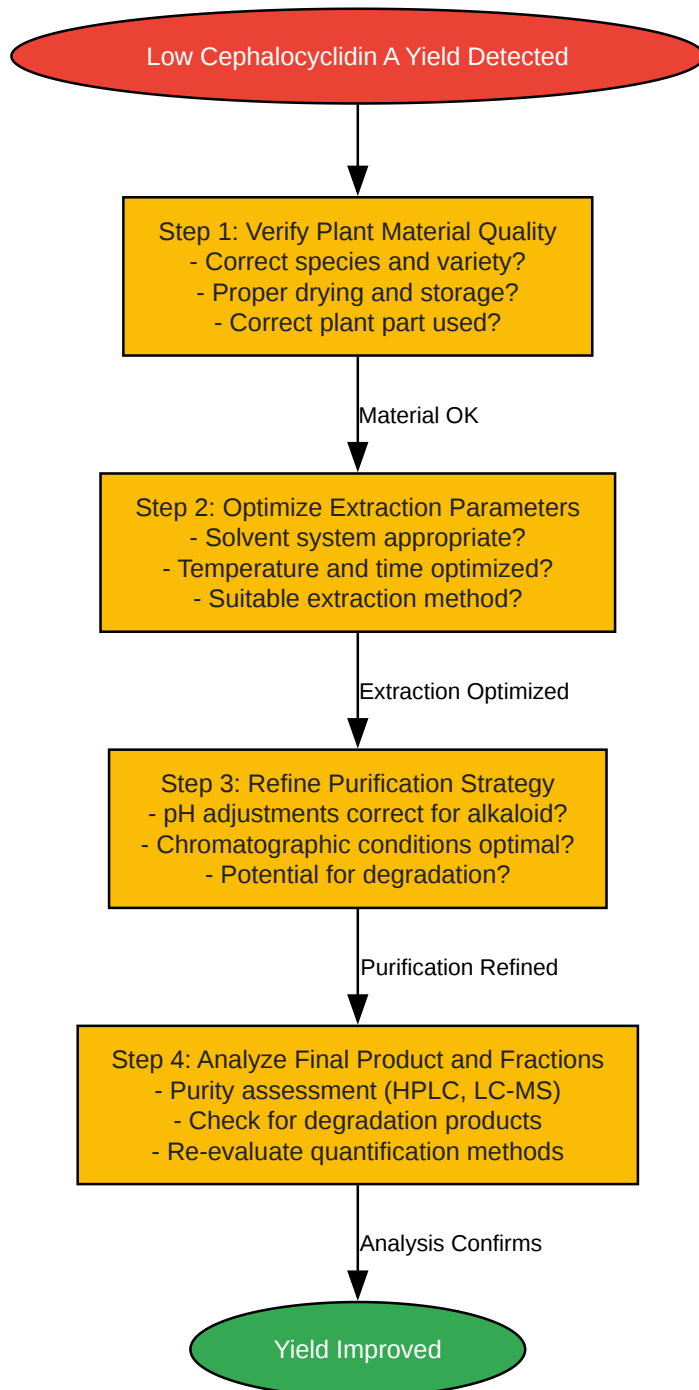 Low Cephalocyclidin A Yield Detected
Step 1: Verify Plant Material Quality
- Correct species and variety?
- Proper drying and storage?
- Correct plant part used?
Material OK
Step 2: Optimize Extraction Parameters
- Solvent system appropriate?
- Temperature and time optimized?
- Suitable extraction method?
Extraction Optimized
Step 3: Refine Purification Strategy
- pH adjustments correct for alkaloid?
- Chromatographic conditions optimal?
- Potential for degradation?
Purification Refined
Step 4: Analyze Final Product and Fractions
- Purity assessment (HPLC, LC-MS)
- Check for degradation products
- Re-evaluate quantification methods
Analysis Confirms
Yield Improved